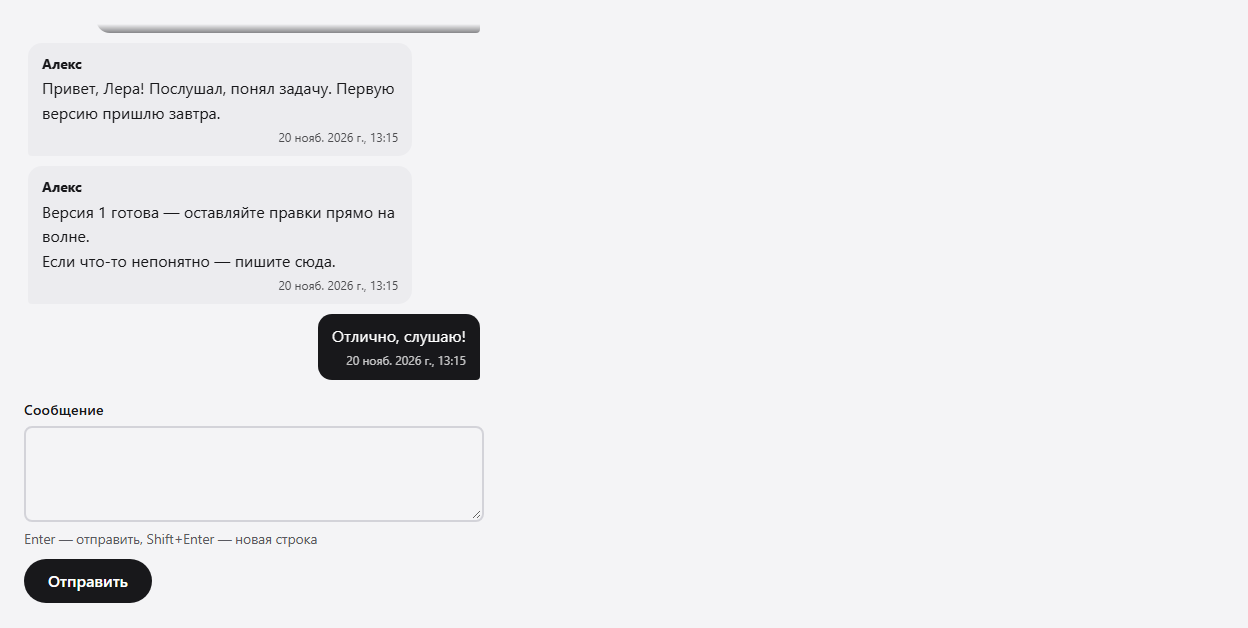 Алекс
Привет, Лера! Послушал, понял задачу. Первую
версию пришлю завтра.
20 нояб. 2026 г., 13:15
Алекс
Версия 1 готова — оставляйте правки прямо на
волне.
Если что-то непонятно — пишите сюда.
20 нояб. 2026 г., 13:15
Отлично, слушаю!
20 нояб. 2026 г., 13:15
Сообщение
Enter — отправить, Shift+Enter — новая строка
Отправить